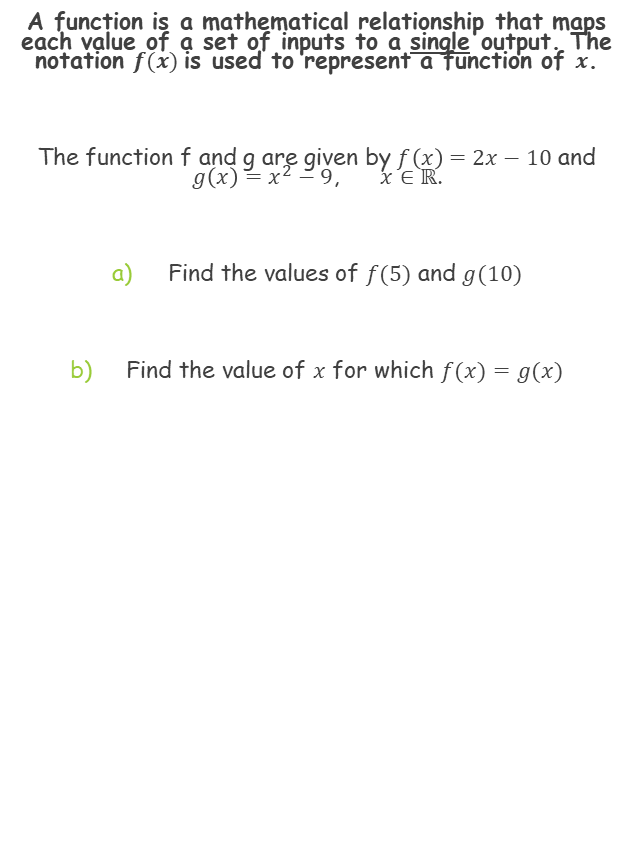 A function is a mathematical relationship that maps
each value of a set of inputs to a single output. The
notation f(x) is used to represent a function of x.
The function f and g are given by f(x) = 2x − 10 and
g(x) = x² − 9, x ∈ ℝ.
a) Find the values of f(5) and g(10)
b) Find the value of x for which f(x) = g(x)